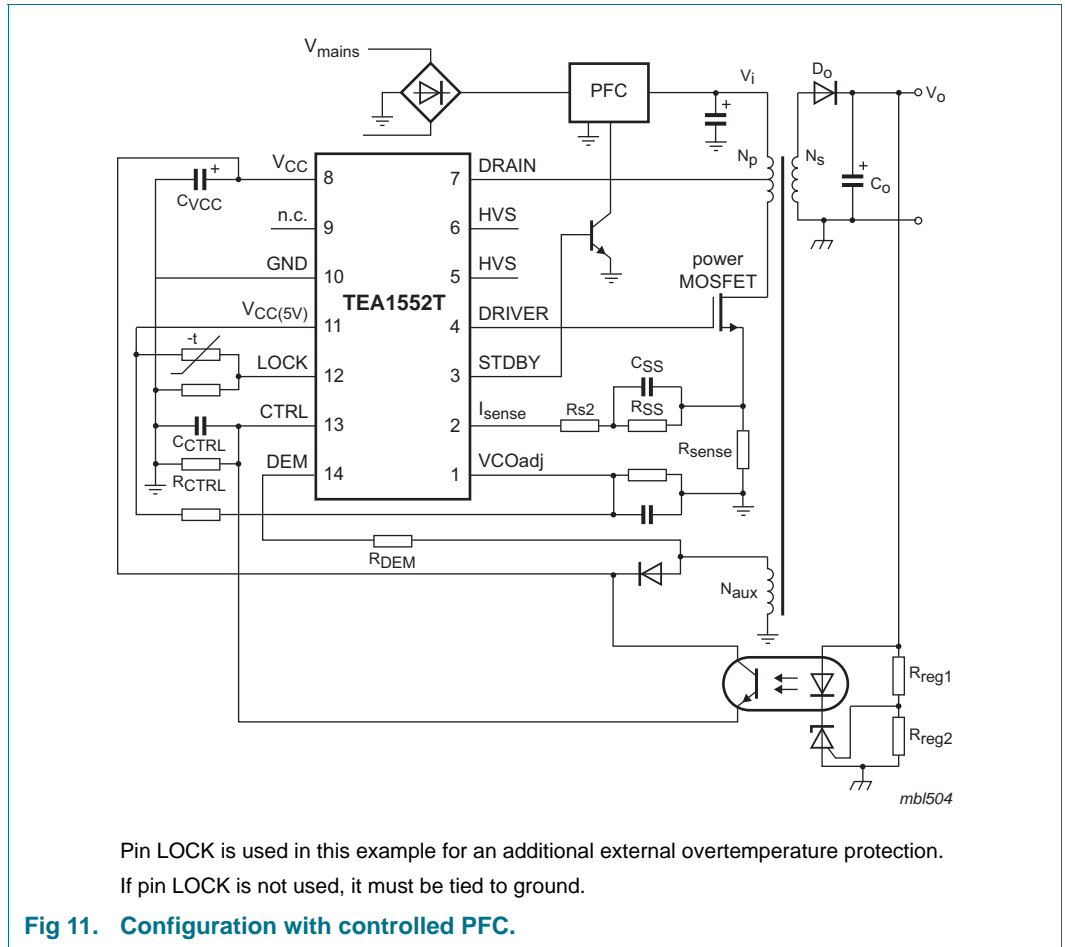 Vmains
PFC
Vi
Do
Vo
Np
Ns
Co
VCC
8
7
DRAIN
CVCC
n.c.
9
6
HVS
GND
10
5
HVS
TEA1552T
power
MOSFET
VCC(5V)
11
4
DRIVER
-t
LOCK
12
3
STDBY
CSS
CTRL
13
2
Isense
Rs2
RSS
CCTRL
Rsense
DEM
14
1
VCOadj
RCTRL
RDEM
Naux
Rreg1
Rreg2
mbl504
Pin LOCK is used in this example for an additional external overtemperature protection.
If pin LOCK is not used, it must be tied to ground.
Fig 11. Configuration with controlled PFC.